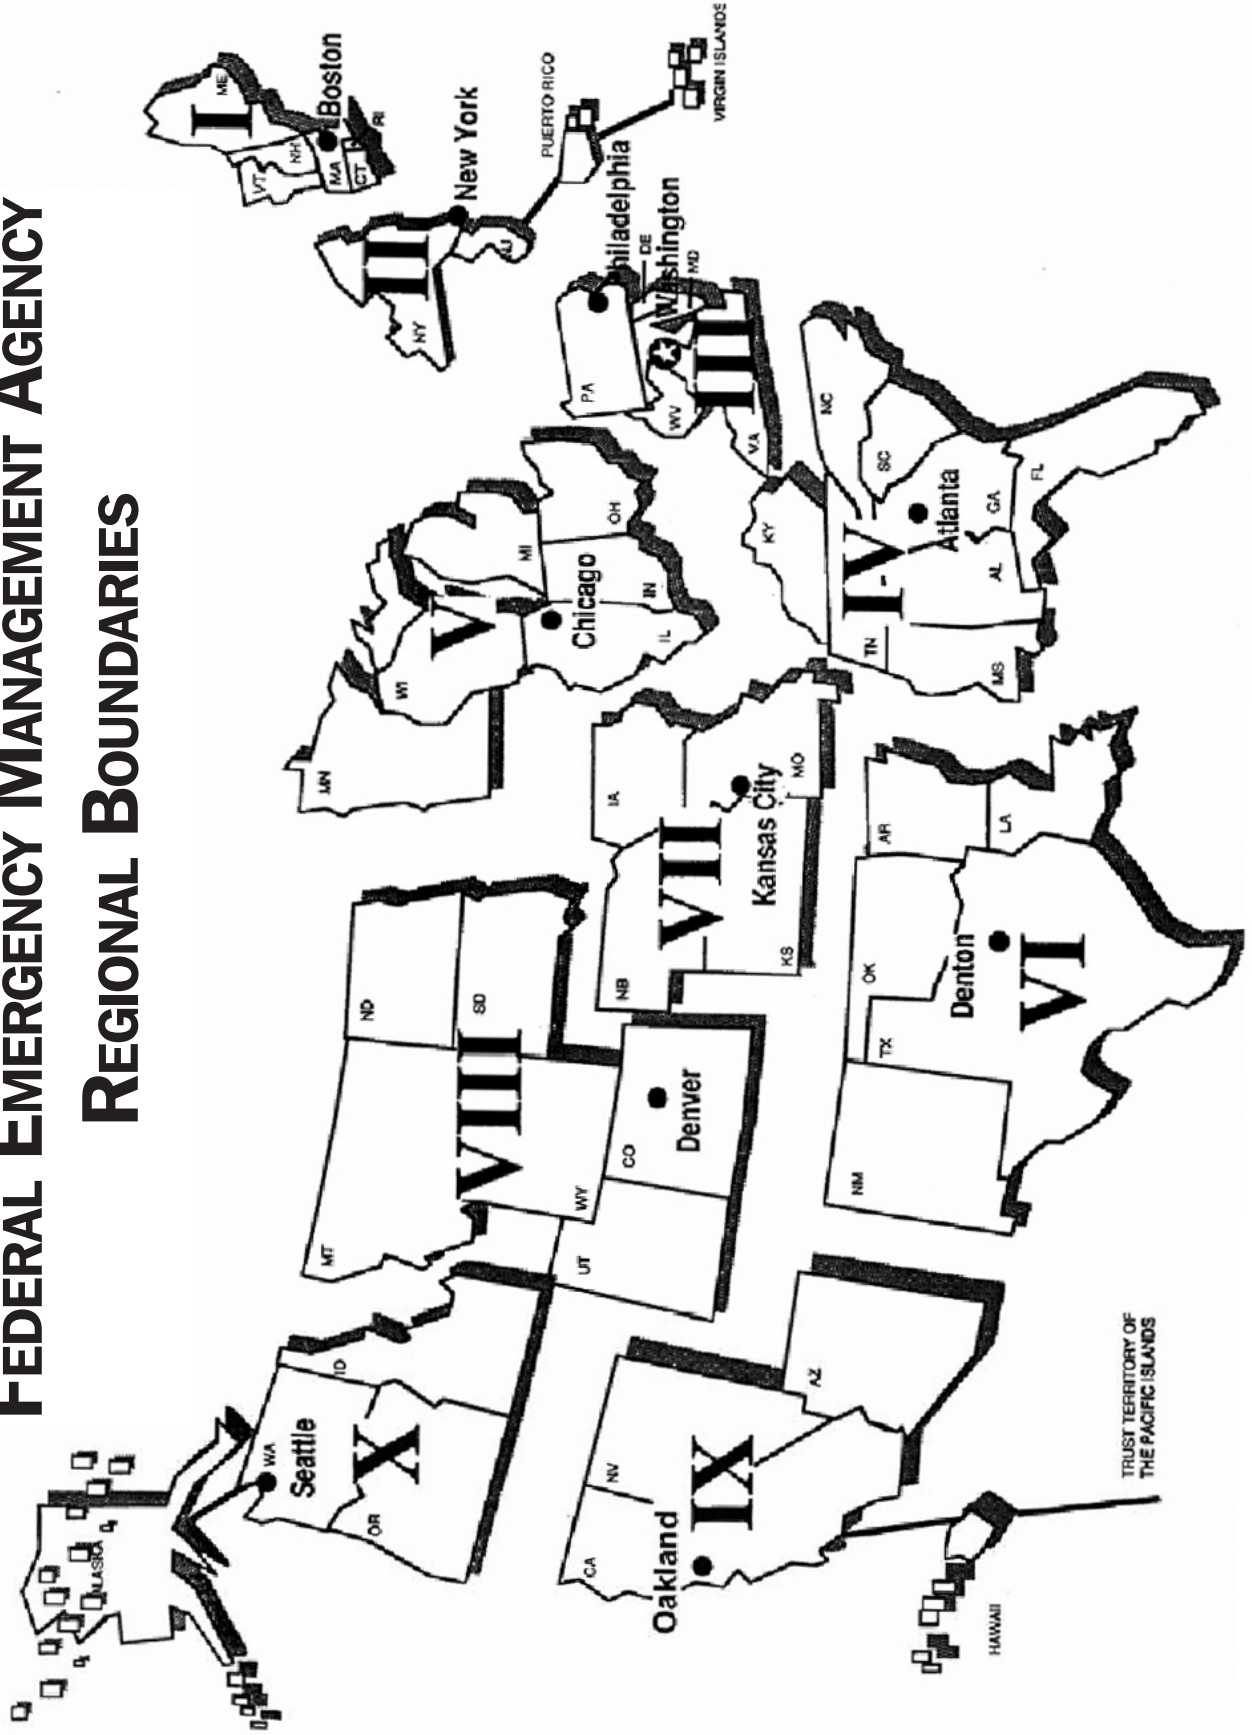 FEDERAL EMERGENCY MANAGEMENT AGENCY
REGIONAL BOUNDARIES
ALASKA
WA
Seattle
X
OR
ID
MT
ND
SD
VIII
WY
UT
CO
Denver
MN
WI
V
MI
Chicago
IL
IN
OH
I
ME
VT
NH
MA
CT
RI
Boston
II
NY
NJ
New York
PUERTO RICO
VIRGIN ISLANDS
PA
Philadelphia
DE
Washington
MD
WV
III
VA
IA
NB
VII
Kansas City
MO
KS
CA
NV
Oakland
IX
AZ
HAWAII
TRUST TERRITORY OF
THE PACIFIC ISLANDS
NM
TX
OK
AR
LA
Denton
VI
KY
TN
IV
NC
SC
Atlanta
MS
AL
GA
FL